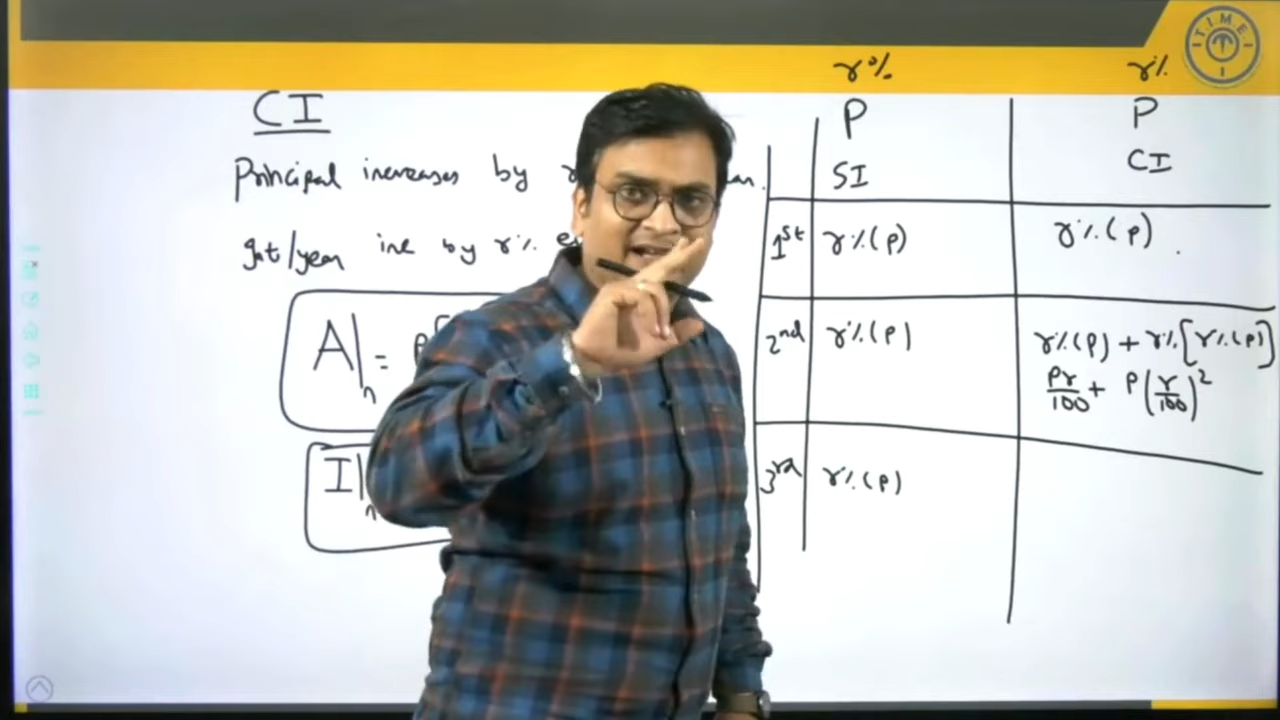 T.I.M.E
CI
Principal increases by
Int/year inc by r%
A|n =
I|n
r% r%
P P
SI CI
1st r%(P) r%(P)
2nd r%(P) r%(P) + r%[r%(P)]
Pr/100 + P(r/100)²
3rd r%(P)